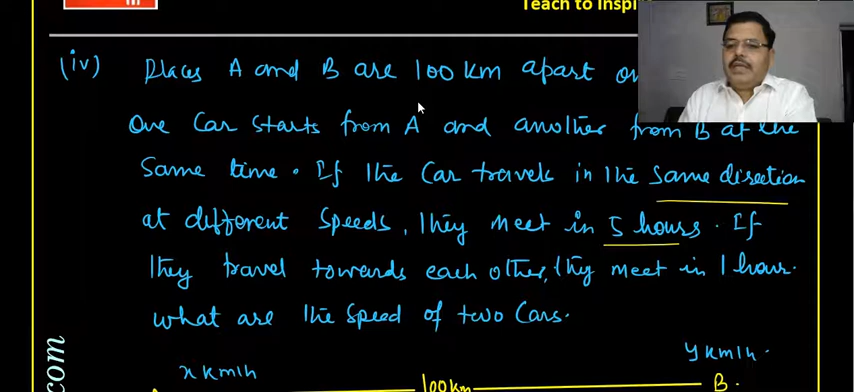 Teach to Inspi
(iv) Places A and B are 100 km apart on
One Car starts from A and another from B at the
Same time. If the Car travels in the same direction
at different speeds, they meet in 5 hours. If
they travel towards each other, they meet in 1 hour.
what are the speed of two Cars.
x km/h
y km/h.
100 km
B.
.com